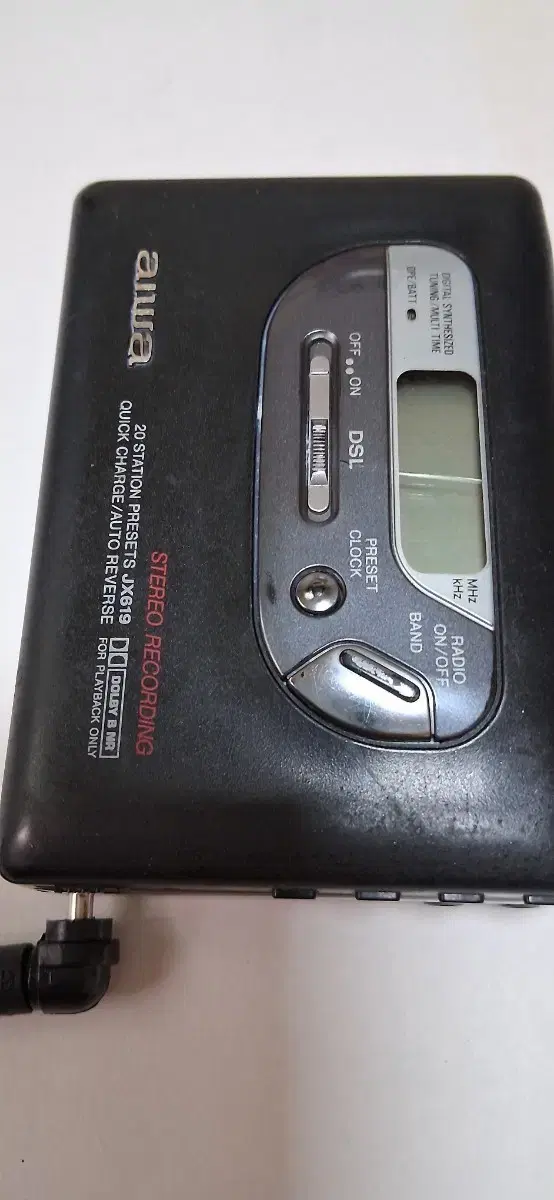 aiwa
STEREO RECORDING
20 STATION PRESETS JX619
QUICK CHARGE/AUTO REVERSE
DOLBY B NR
FOR PLAYBACK ONLY
DIGITAL SYNTHESIZED
TUNING/MULTI TIME
OPE/BATT
OFF ON
DSL
PRESET
CLOCK
MHz
kHz
RADIO
ON/OFF
BAND